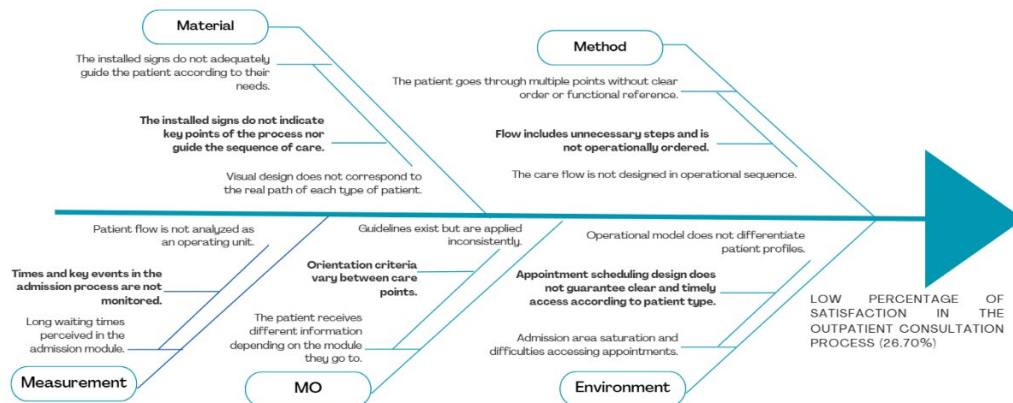 Material
The installed signs do not adequately
guide the patient according to their
needs.
The installed signs do not indicate
key points of the process nor
guide the sequence of care.
Visual design does not correspond to
the real path of each type of patient.
Method
The patient goes through multiple points without clear
order or functional reference.
Flow includes unnecessary steps and is
not operationally ordered.
The care flow is not designed in operational sequence.
Patient flow is not analyzed as
an operating unit.
Times and key events in the
admission process are not
monitored.
Long waiting times
perceived in the
admission module.
Measurement
Guidelines exist but are applied
inconsistently.
Orientation criteria
vary between care
points.
The patient receives
different information
depending on the module
they go to.
MO
Operational model does not differentiate
patient profiles.
Appointment scheduling design does
not guarantee clear and timely
access according to patient type.
Admission area saturation and
difficulties accessing appointments.
Environment
LOW PERCENTAGE OF
SATISFACTION IN THE
OUTPATIENT CONSULTATION
PROCESS (26.70%)